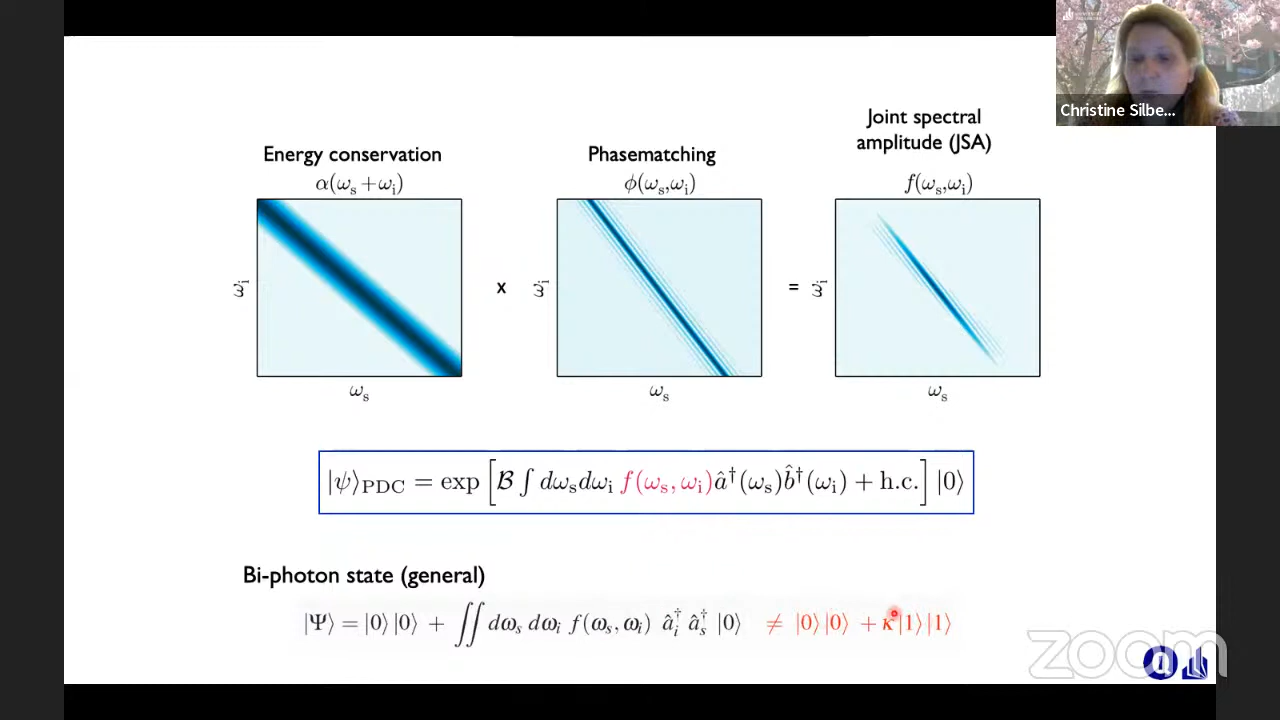 Christine Silbe...
Joint spectral
amplitude (JSA)
Energy conservation
Phasematching
α(ωs + ωi)
ϕ(ωs,ωi)
f(ωs,ωi)
ωi
x
ωi
=
ωi
ωs
ωs
ωs
|ψ⟩PDC = exp [ℬ ∫ dωsdωi f(ωs, ωi)â†(ωs)b̂†(ωi) + h.c.] |0⟩
Bi-photon state (general)
|Ψ⟩ = |0⟩ |0⟩ + ∬ dωs dωi f(ωs, ωi) âi† âs† |0⟩ ≠ |0⟩ |0⟩ + κ |1⟩ |1⟩
zoom